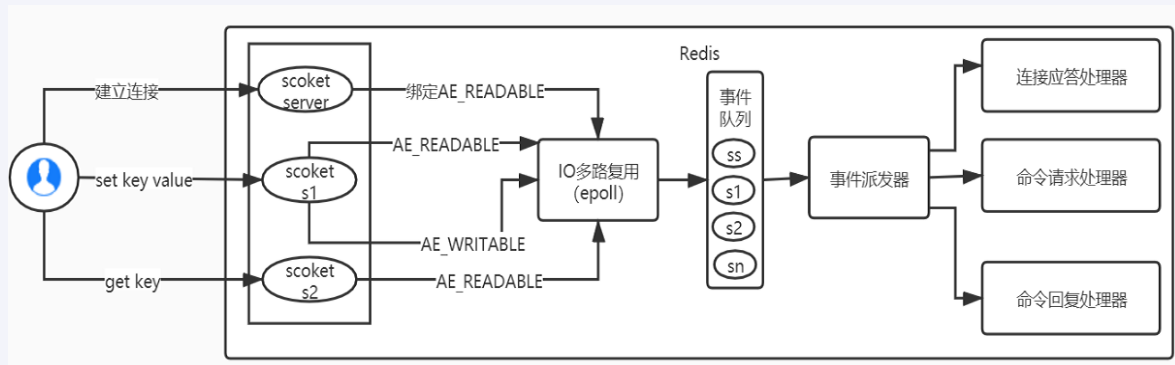 Redis
建立连接
scoket
server
绑定AE_READABLE
事件
队列
连接应答处理器
AE_READABLE
ss
set key value
scoket
s1
IO多路复用
(epoll)
s1
事件派发器
命令请求处理器
s2
AE_WRITABLE
sn
get key
scoket
s2
AE_READABLE
命令回复处理器